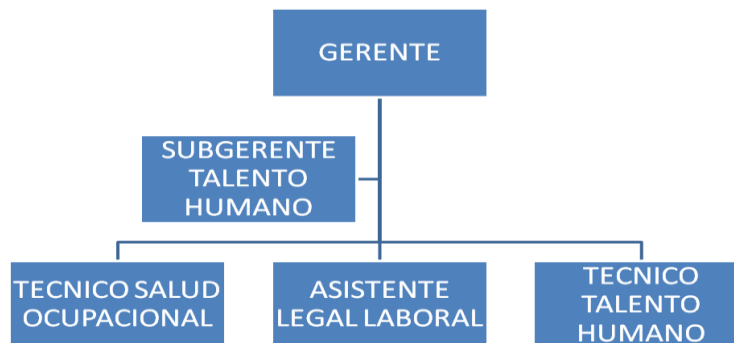 GERENTE
SUBGERENTE
TALENTO
HUMANO
TECNICO SALUD
OCUPACIONAL
ASISTENTE
LEGAL LABORAL
TECNICO
TALENTO
HUMANO